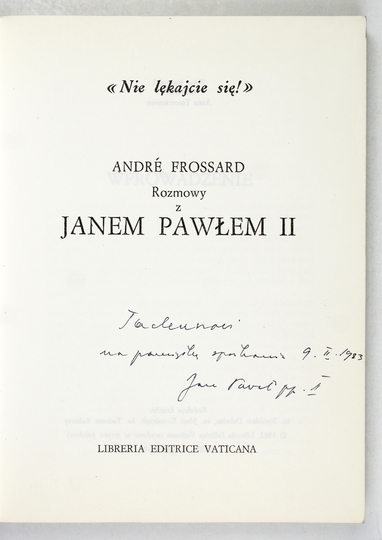 « Nie lękajcie się! »
ANDRÉ FROSSARD
Rozmowy
z
JANEM PAWŁEM II
Tadeuszowi
na pamiątkę spotkania 9. II. 1983
Jan Paweł pp. II
LIBRERIA EDITRICE VATICANA